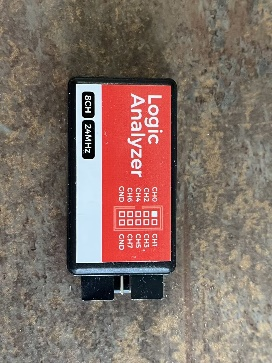 Logic
Analyzer
8CH 24MHz
CH0 CH1
CH2 CH3
CH4 CH5
CH6 CH7
GND GND